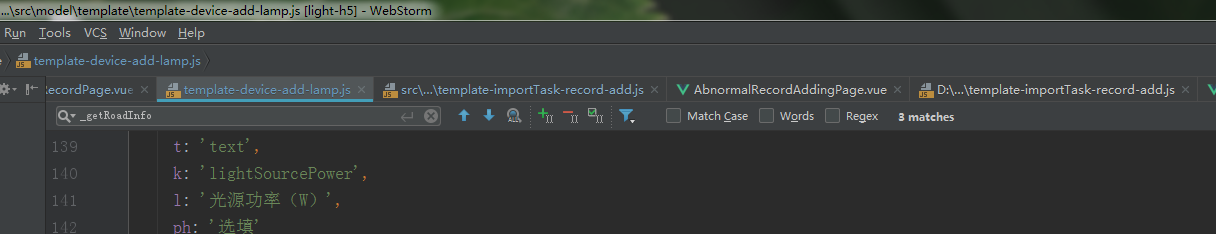 ...\src\model\template\template-device-add-lamp.js [light-h5] - WebStorm
Run Tools VCS Window Help
template-device-add-lamp.js
RecordPage.vue template-device-add-lamp.js src\...\template-importTask-record-add.js AbnormalRecordAddingPage.vue D:\...\template-importTask-record-add.js
_getRoadInfo Match Case Words Regex 3 matches
139 t: 'text',
140 k: 'lightSourcePower',
141 l: '光源功率（W）',
142 ph: '选填'